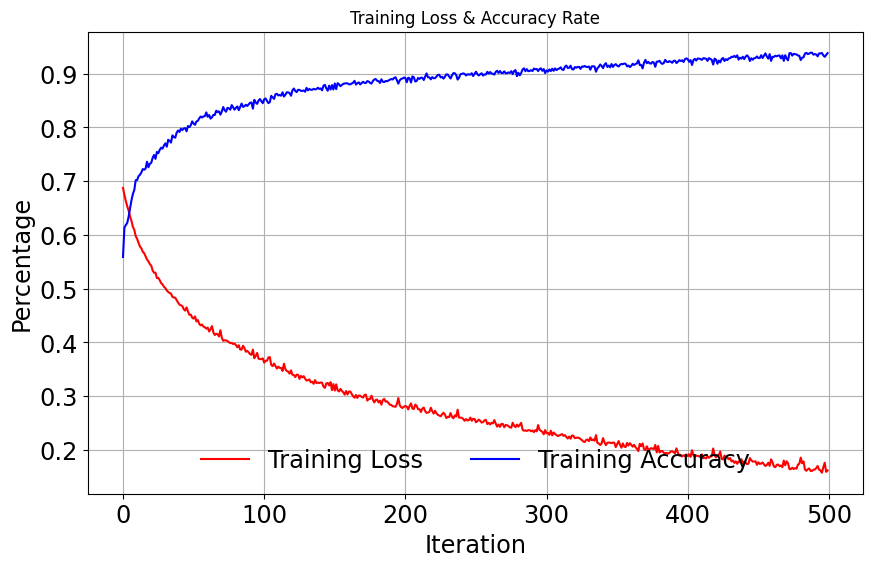 Training Loss & Accuracy Rate
0.9
0.8
0.7
0.6
0.5
0.4
0.3
0.2
Percentage
Training Loss Training Accuracy
0 100 200 300 400 500
Iteration